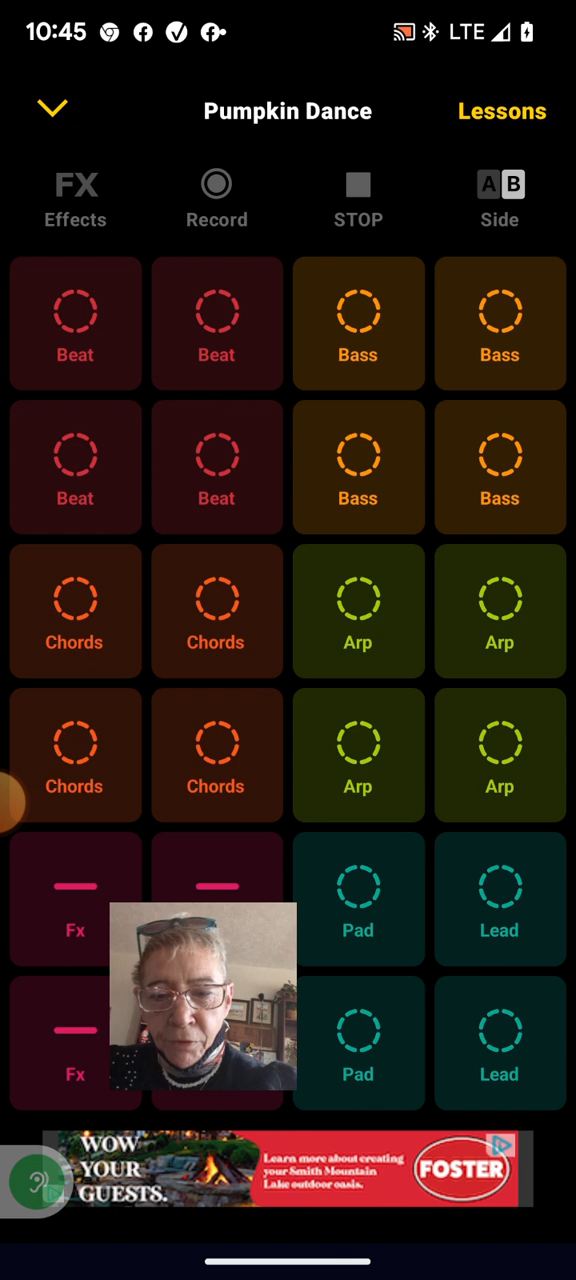 10:45
LTE
Pumpkin Dance
Lessons
FX
A B
Effects
Record
STOP
Side
Beat
Beat
Bass
Bass
Beat
Beat
Bass
Bass
Chords
Chords
Arp
Arp
Chords
Chords
Arp
Arp
Fx
Pad
Lead
Fx
Pad
Lead
WOW
YOUR
GUESTS.
Learn more about creating
your Smith Mountain
Lake outdoor oasis.
FOSTER